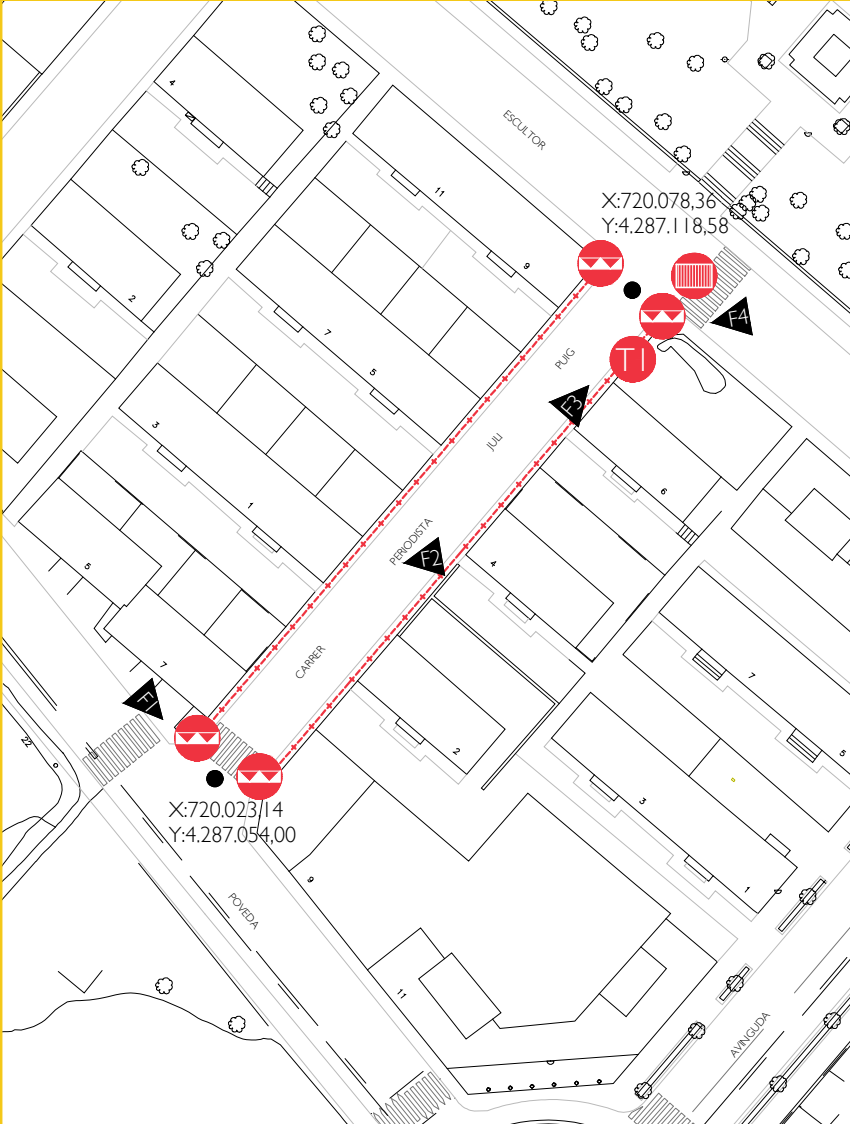 4
ESCULTOR
11
X:720.078,36
Y:4.287.118,58
9
2
F4
7
PUIG
TI
5
F3
3
JULI
6
1
PERIODISTA
F2
5
4
CARRER
7
7
F1
22
2
5
X:720.023,14
Y:4.287.054,00
3
9
1
POVEDA
11
AVINGUDA